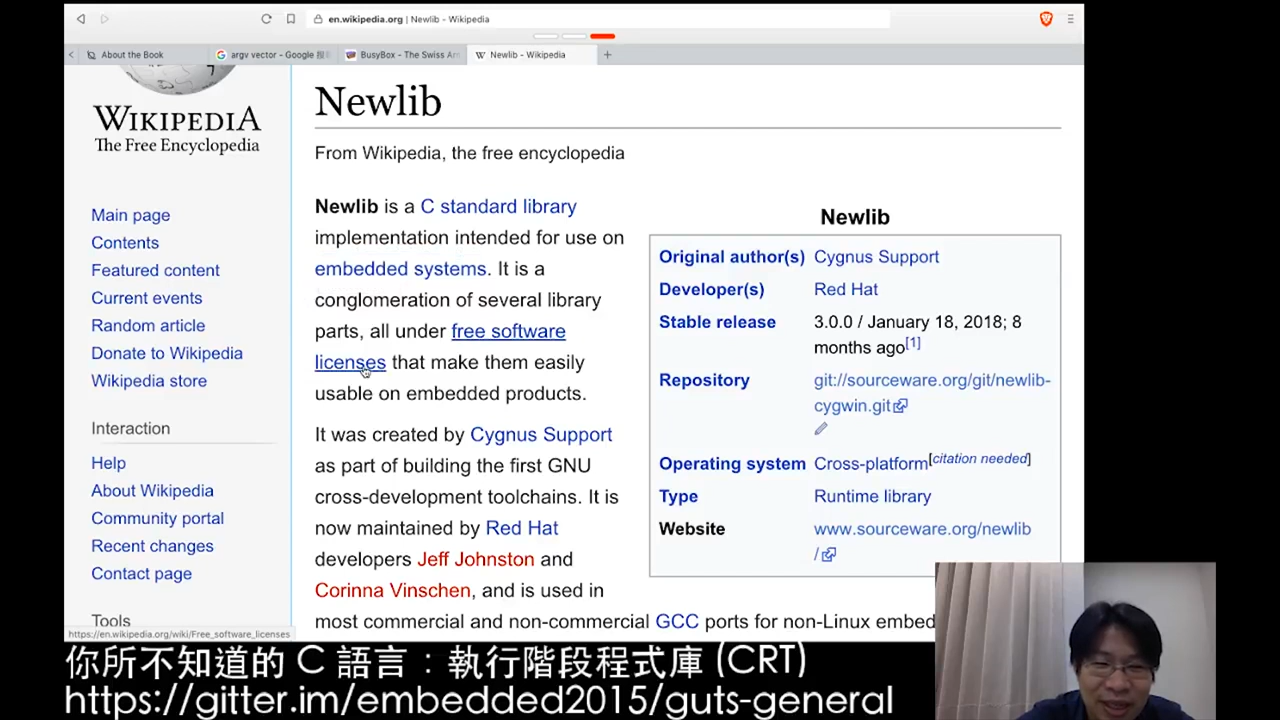 en.wikipedia.org | Newlib - Wikipedia
About the Book
argv vector - Google
BusyBox - The Swiss Arm
Newlib - Wikipedia
WIKIPEDIA
The Free Encyclopedia
Main page
Contents
Featured content
Current events
Random article
Donate to Wikipedia
Wikipedia store
Interaction
Help
About Wikipedia
Community portal
Recent changes
Contact page
Tools
https://en.wikipedia.org/wiki/Free_software_licenses
Newlib
From Wikipedia, the free encyclopedia
Newlib is a C standard library
implementation intended for use on
embedded systems. It is a
conglomeration of several library
parts, all under free software
licenses that make them easily
usable on embedded products.
It was created by Cygnus Support
as part of building the first GNU
cross-development toolchains. It is
now maintained by Red Hat
developers Jeff Johnston and
Corinna Vinschen, and is used in
most commercial and non-commercial GCC ports for non-Linux embed
Newlib
Original author(s) Cygnus Support
Developer(s) Red Hat
Stable release 3.0.0 / January 18, 2018; 8
months ago[1]
Repository git://sourceware.org/git/newlib-
cygwin.git
Operating system Cross-platform[citation needed]
Type Runtime library
Website www.sourceware.org/newlib
/
你所不知道的 C 語言：執行階段程式庫 (CRT)
https://gitter.im/embedded2015/guts-general